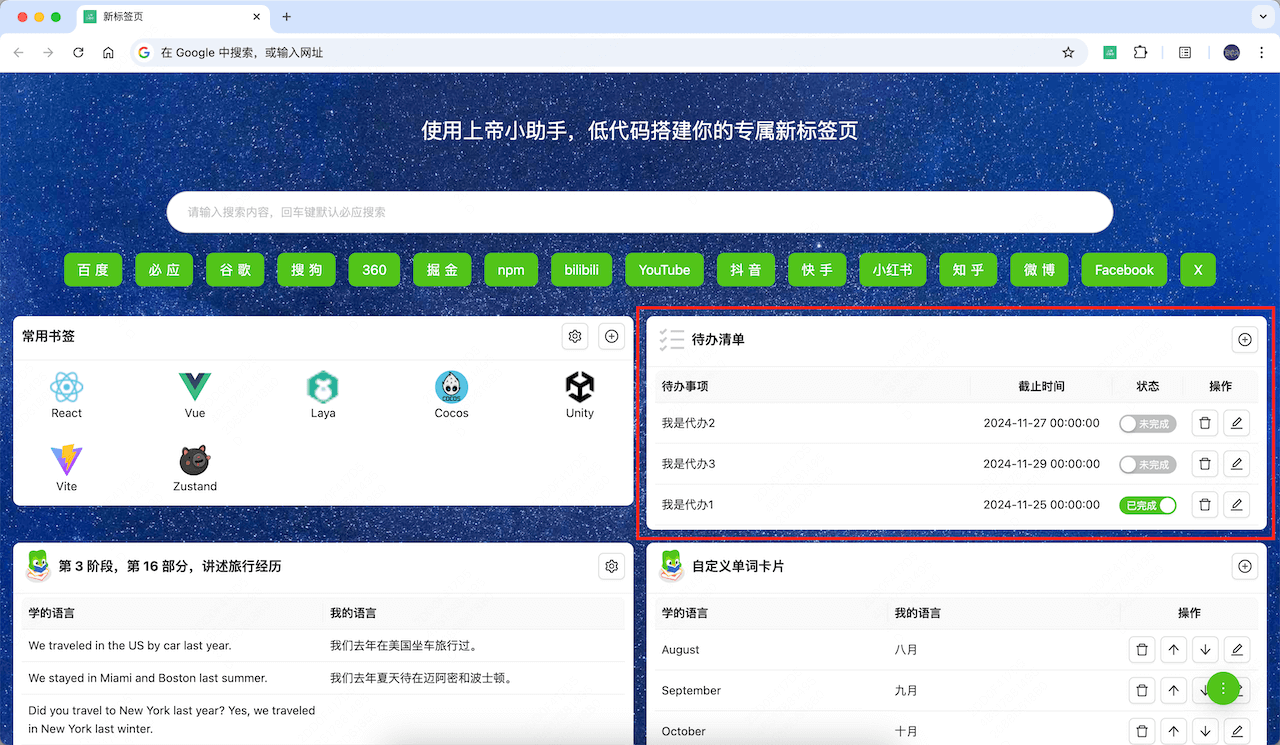 新标签页
在 Google 中搜索，或输入网址
使用上帝小助手，低代码搭建你的专属新标签页
请输入搜索内容，回车键默认必应搜索
百度 必应 谷歌 搜狗 360 掘金 npm bilibili YouTube 抖音 快手 小红书 知乎 微博 Facebook X
常用书签
React Vue Laya Cocos Unity
Vite Zustand
待办清单
待办事项 截止时间 状态 操作
我是代办2 2024-11-27 00:00:00 未完成
我是代办3 2024-11-29 00:00:00 未完成
我是代办1 2024-11-25 00:00:00 已完成
第 3 阶段，第 16 部分，讲述旅行经历
学的语言 我的语言
We traveled in the US by car last year. 我们去年在美国坐车旅行过。
We stayed in Miami and Boston last summer. 我们去年夏天待在迈阿密和波士顿。
Did you travel to New York last year? Yes, we traveled
in New York last winter.
自定义单词卡片
学的语言 我的语言 操作
August 八月
September 九月
October 十月